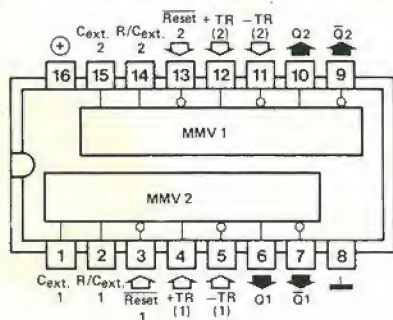 Cext. R/Cext. Reset +TR −TR Q2 Q̅2
2 2 2 (2) (2)
16 15 14 13 12 11 10 9
MMV 1
MMV 2
1 2 3 4 5 6 7 8
Cext. R/Cext. Reset +TR −TR Q1 Q̅1
1 1 1 (1) (1)